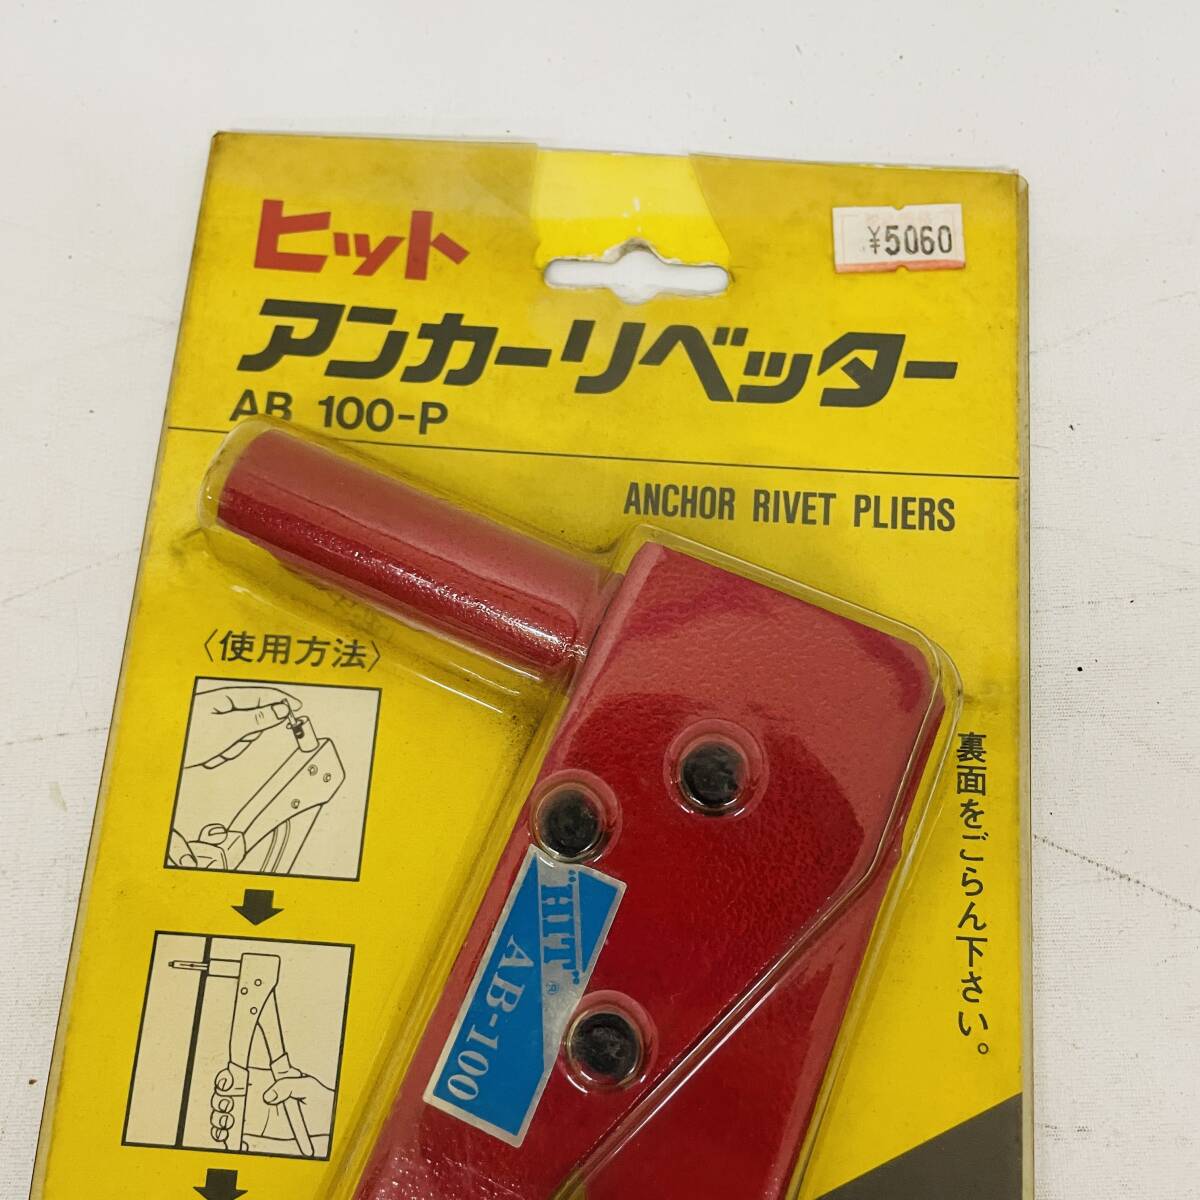 ヒット
¥5060
アンカーリベッター
AB 100-P
ANCHOR RIVET PLIERS
〈使用方法〉
裏面をごらん下さい。
"HIT"®
AB-100